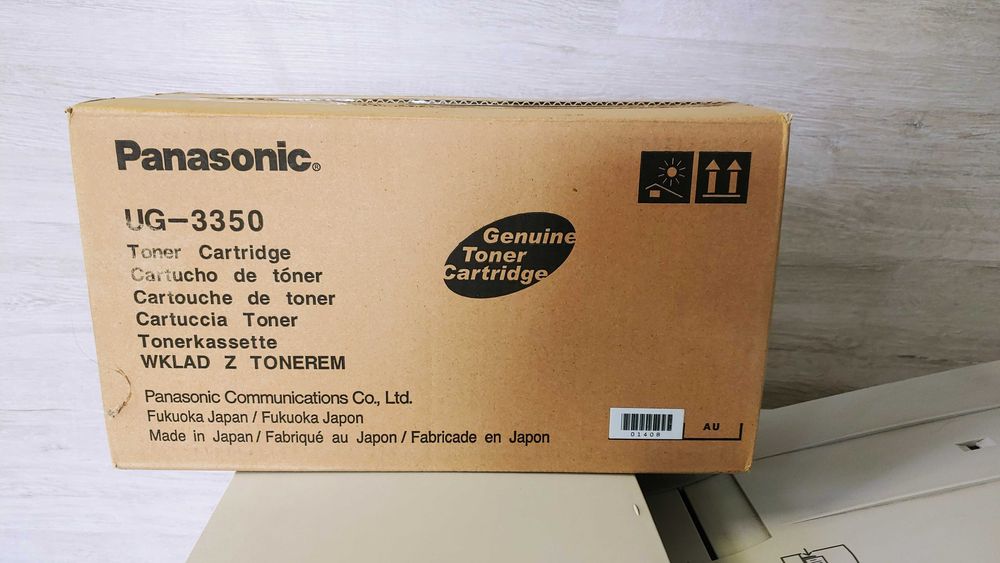 Panasonic®
UG-3350
Toner Cartridge
Cartucho de tóner
Cartouche de toner
Cartuccia Toner
Tonerkassette
WKLAD Z TONEREM
Genuine
Toner
Cartridge
Panasonic Communications Co., Ltd.
Fukuoka Japan / Fukuoka Japon
Made in Japan / Fabriqué au Japon / Fabricade en Japon
01408
AU